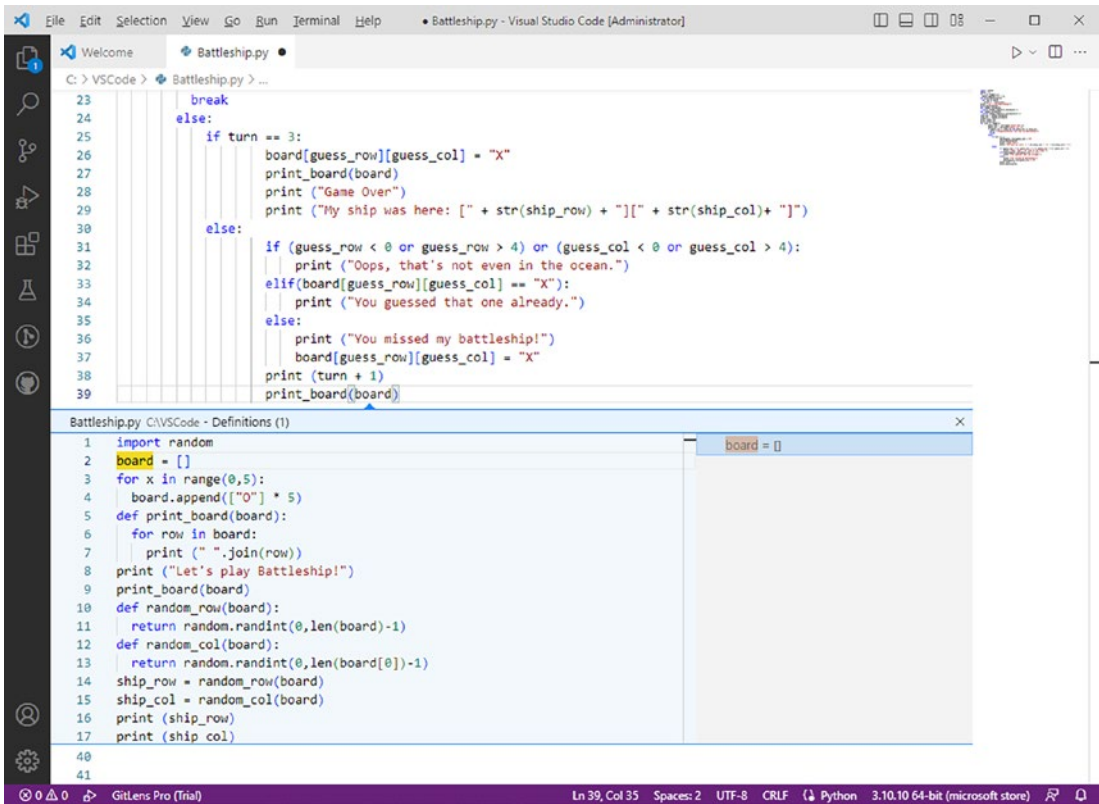 File Edit Selection View Go Run Terminal Help ● Battleship.py - Visual Studio Code [Administrator]
Welcome Battleship.py ●
C: > VSCode > Battleship.py > ...
23 break
24 else:
25 if turn == 3:
26 board[guess_row][guess_col] = "X"
27 print_board(board)
28 print ("Game Over")
29 print ("My ship was here: [" + str(ship_row) + "][" + str(ship_col)+ "]")
30 else:
31 if (guess_row < 0 or guess_row > 4) or (guess_col < 0 or guess_col > 4):
32 print ("Oops, that's not even in the ocean.")
33 elif(board[guess_row][guess_col] == "X"):
34 print ("You guessed that one already.")
35 else:
36 print ("You missed my battleship!")
37 board[guess_row][guess_col] = "X"
38 print (turn + 1)
39 print_board(board)
Battleship.py C:\VSCode - Definitions (1)
1 import random
2 board = []
board = []
3 for x in range(0,5):
4 board.append(["O"] * 5)
5 def print_board(board):
6 for row in board:
7 print (" ".join(row))
8 print ("Let's play Battleship!")
9 print_board(board)
10 def random_row(board):
11 return random.randint(0,len(board)-1)
12 def random_col(board):
13 return random.randint(0,len(board[0])-1)
14 ship_row = random_row(board)
15 ship_col = random_col(board)
16 print (ship_row)
17 print (ship_col)
40
41
1
0 0 GitLens Pro (Trial) Ln 39, Col 35 Spaces: 2 UTF-8 CRLF Python 3.10.10 64-bit (microsoft store)